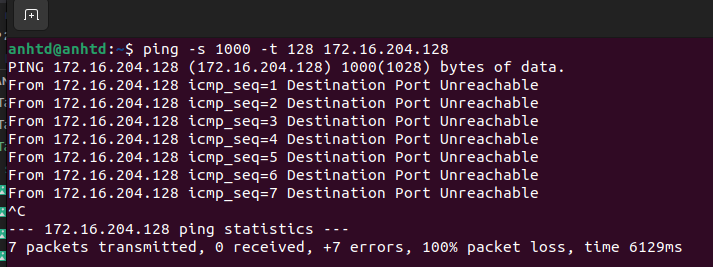 anhtd@anhtd:~$ ping -s 1000 -t 128 172.16.204.128
PING 172.16.204.128 (172.16.204.128) 1000(1028) bytes of data.
From 172.16.204.128 icmp_seq=1 Destination Port Unreachable
From 172.16.204.128 icmp_seq=2 Destination Port Unreachable
From 172.16.204.128 icmp_seq=3 Destination Port Unreachable
From 172.16.204.128 icmp_seq=4 Destination Port Unreachable
From 172.16.204.128 icmp_seq=5 Destination Port Unreachable
From 172.16.204.128 icmp_seq=6 Destination Port Unreachable
From 172.16.204.128 icmp_seq=7 Destination Port Unreachable
^C
--- 172.16.204.128 ping statistics ---
7 packets transmitted, 0 received, +7 errors, 100% packet loss, time 6129ms